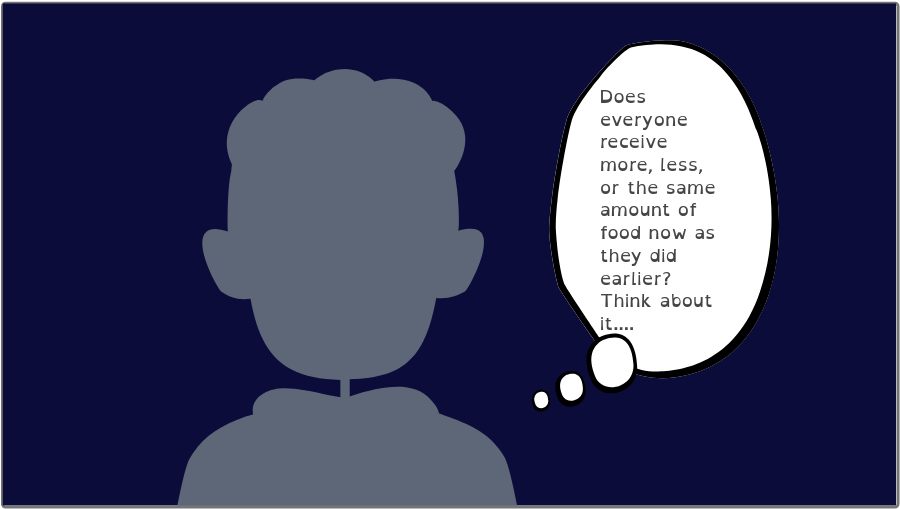 Does
everyone
receive
more, less,
or the same
amount of
food now as
they did
earlier?
Think about
it....